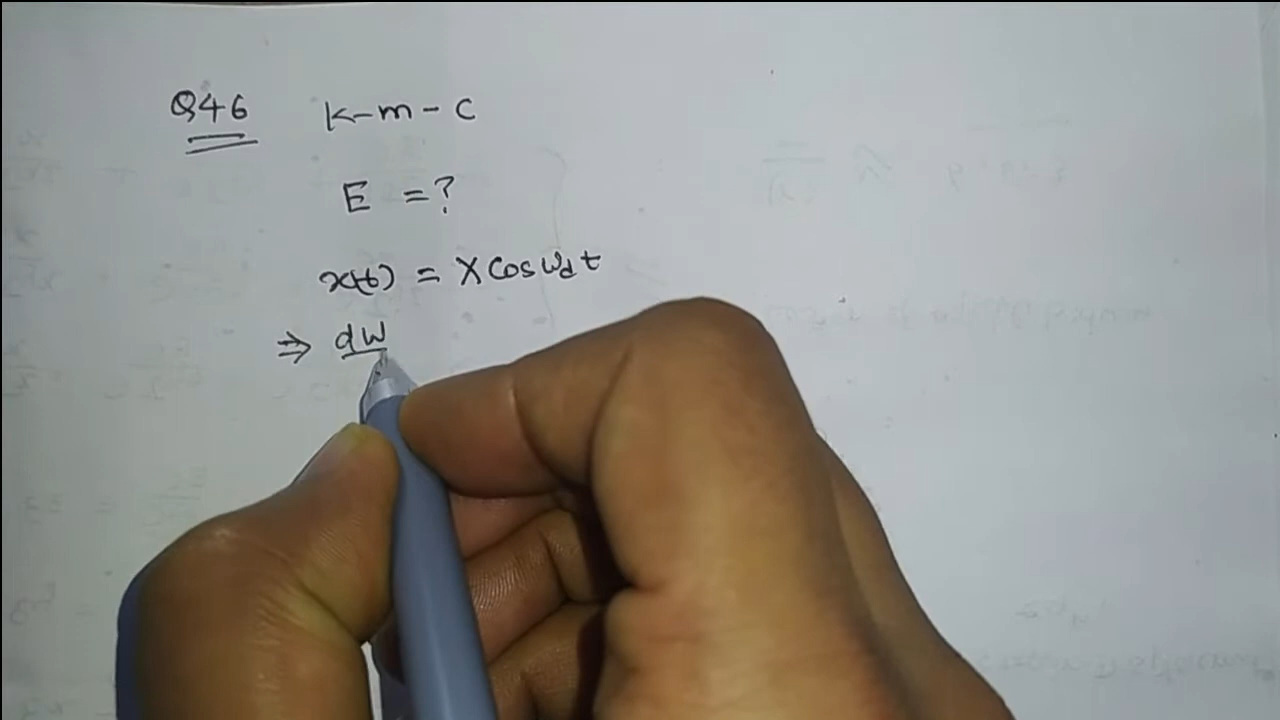 Q46 K-m-C
E = ?
x(t) = X Cos ωd t
⇒ dW